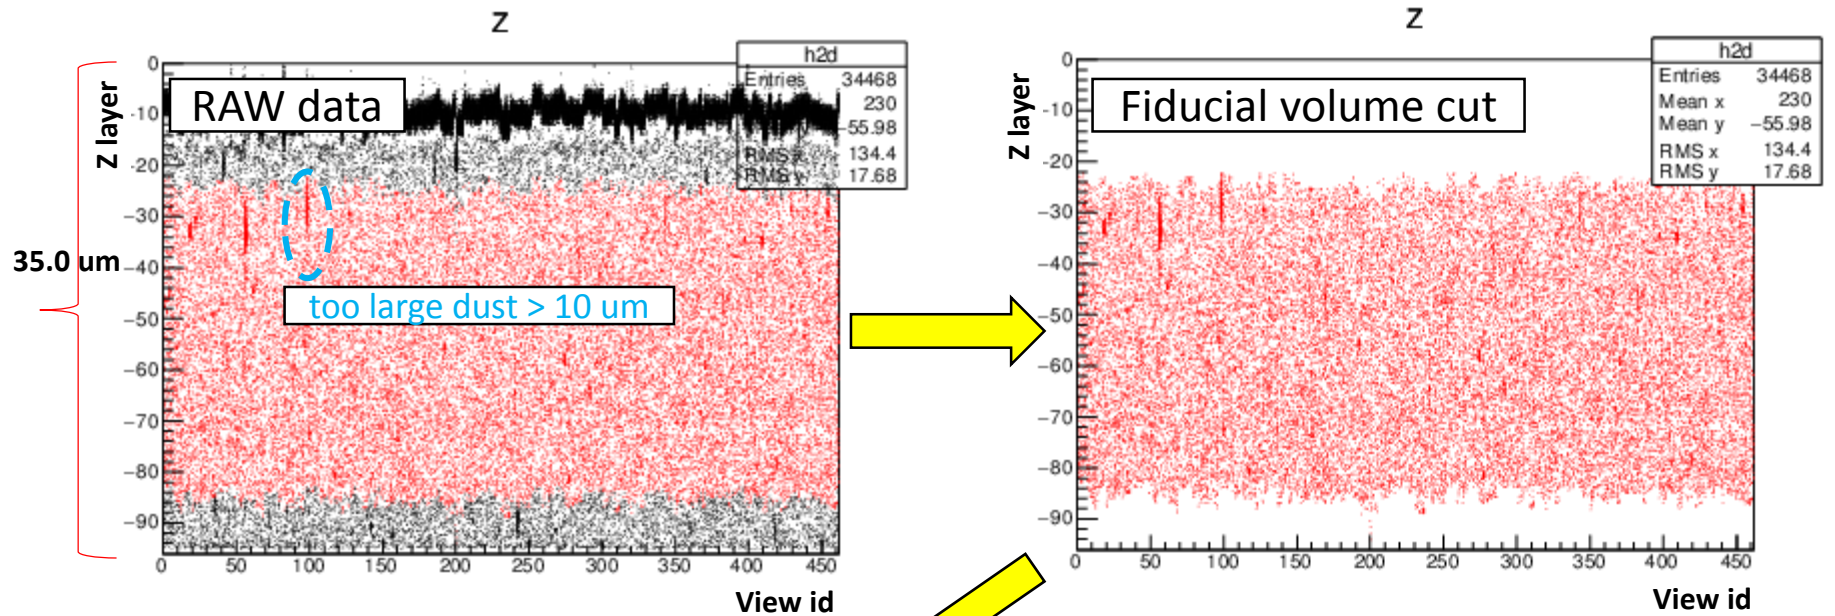 Z
h2d
Entries 34468
230
-55.98
RMS x 134.4
RMS y 17.68
RAW data
Z layer
0
-10
-20
-30
-40
-50
-60
-70
-80
-90
35.0 um
too large dust > 10 um
0 50 100 150 200 250 300 350 400 450
View id
Z
h2d
Entries 34468
Mean x 230
Mean y -55.98
RMS x 134.4
RMS y 17.68
Fiducial volume cut
Z layer
0
-10
-20
-30
-40
-50
-60
-70
-80
-90
0 50 100 150 200 250 300 350 400 450
View id